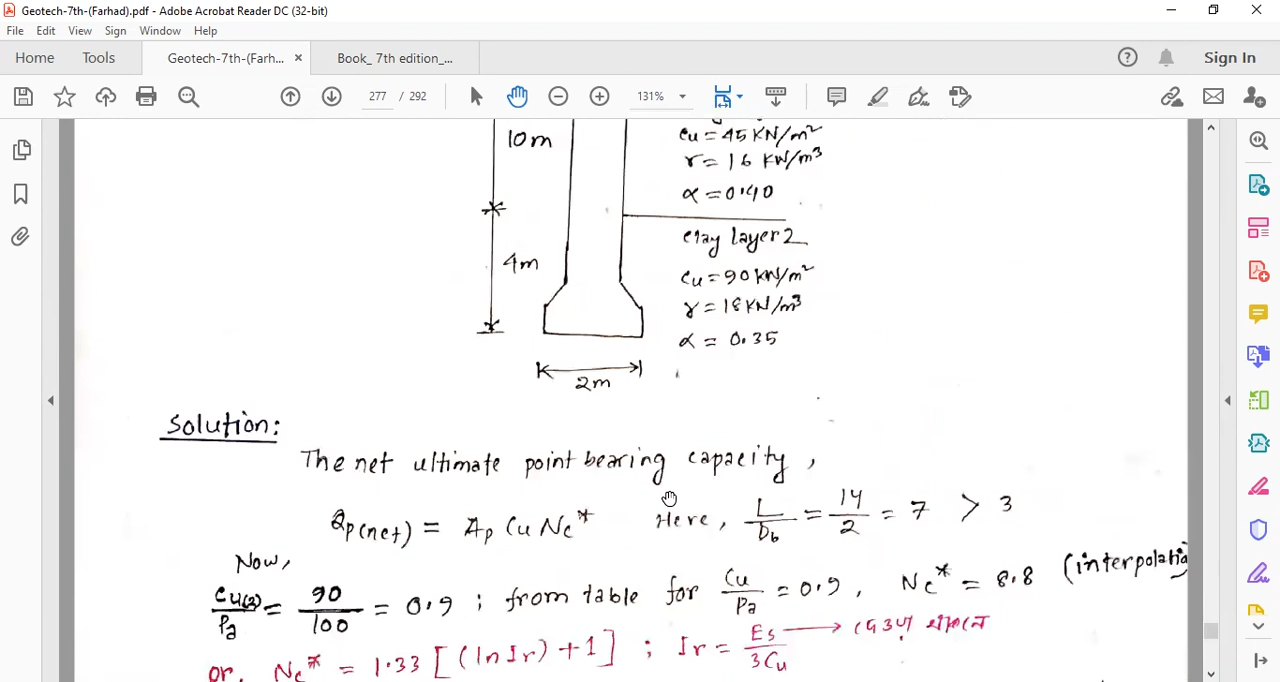 Geotech-7th-(Farhad).pdf - Adobe Acrobat Reader DC (32-bit)
File Edit View Sign Window Help
Home Tools Geotech-7th-(Farh... × Book_ 7th edition_... Sign In
277 / 292 131%
10m
Cu = 45 KN/m²
γ = 16 KN/m³
α = 0.40
4m
Clay layer 2
Cu = 90 KN/m²
γ = 18 KN/m³
α = 0.35
2m
Solution:
The net ultimate point bearing capacity,
Qp(net) = Ap Cu Nc* Here, L/Db = 14/2 = 7 > 3
Now,
Cu(2)/Pa = 90/100 = 0.9 ; from table for Cu/Pa = 0.9, Nc* = 8.8 (interpolatio
or, Nc* = 1.33 [(ln Ir) + 1] ; Ir = Es/3Cu →